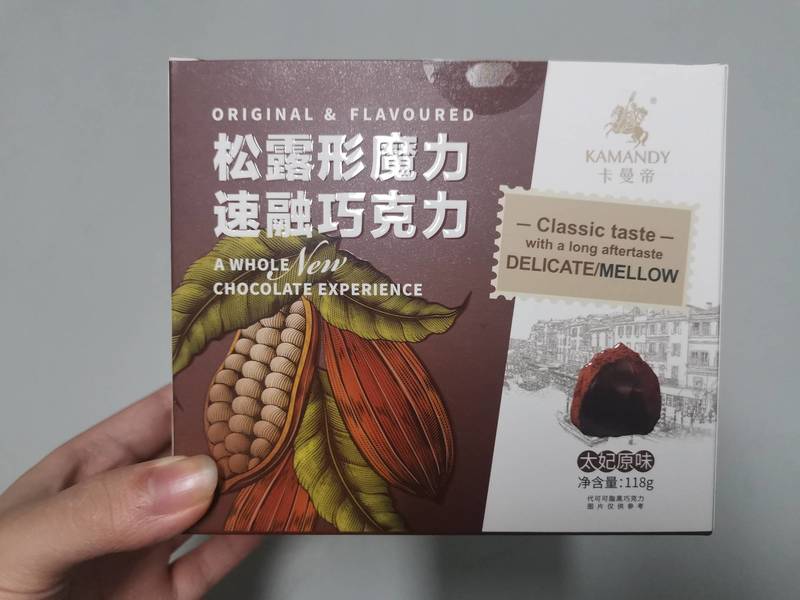 ORIGINAL & FLAVOURED
松露形魔力
速融巧克力
A WHOLE New
CHOCOLATE EXPERIENCE
®
KAMANDY
卡曼帝
— Classic taste —
with a long aftertaste
DELICATE/MELLOW
太妃原味
净含量:118g
代可可脂黑巧克力
图片仅供参考